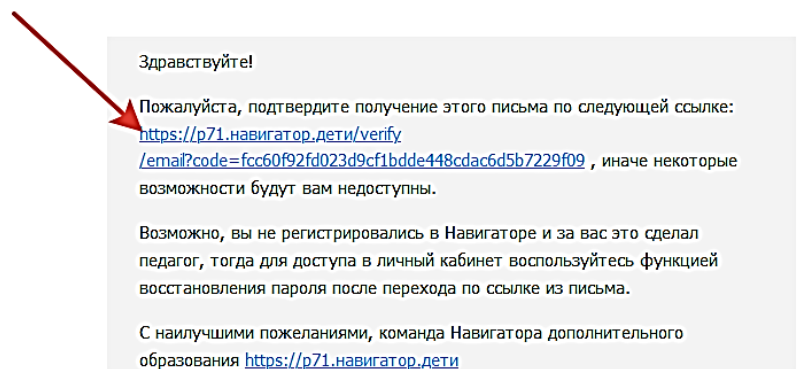 Здравствуйте!
Пожалуйста, подтвердите получение этого письма по следующей ссылке:
https://р71.навигатор.дети/verify
/email?code=fcc60f92fd023d9cf1bdde448cdac6d5b7229f09 , иначе некоторые
возможности будут вам недоступны.
Возможно, вы не регистрировались в Навигаторе и за вас это сделал
педагог, тогда для доступа в личный кабинет воспользуйтесь функцией
восстановления пароля после перехода по ссылке из письма.
С наилучшими пожеланиями, команда Навигатора дополнительного
образования https://р71.навигатор.дети